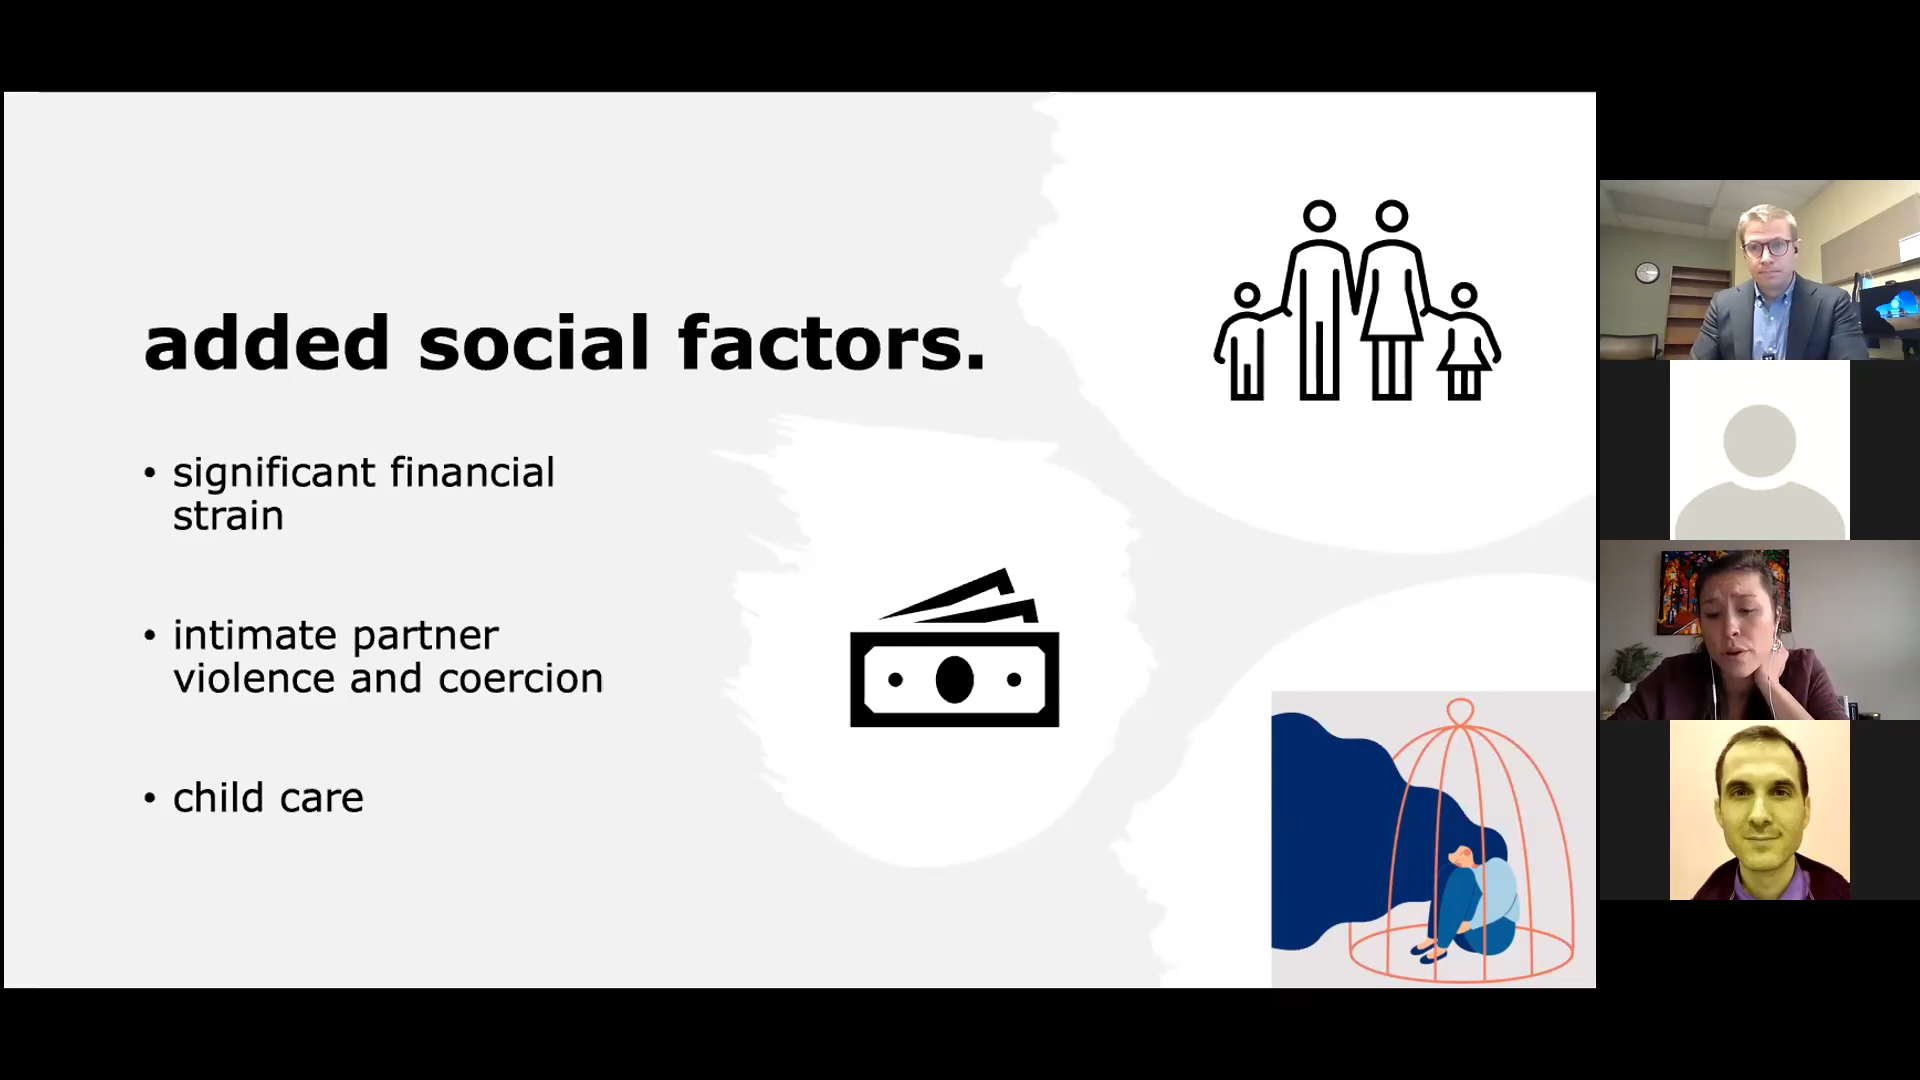 added social factors.
• significant financial
strain
• intimate partner
violence and coercion
• child care